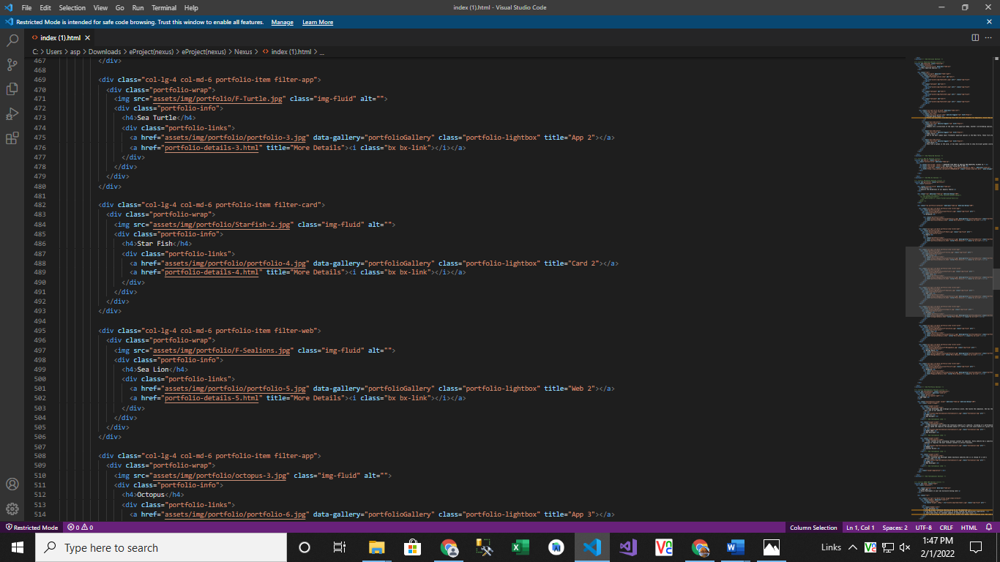 File Edit Selection View Go Run Terminal Help index (1).html - Visual Studio Code
Restricted Mode is intended for safe code browsing. Trust this window to enable all features. Manage Learn More
index (1).html
C: > Users > asp > Downloads > eProject(nexus) > eProject(nexus) > Nexus > index (1).html > ...
467 </div>
468
469 <div class="col-lg-4 col-md-6 portfolio-item filter-app">
470 <div class="portfolio-wrap">
471 <img src="assets/img/portfolio/F-Turtle.jpg" class="img-fluid" alt="">
472 <div class="portfolio-info">
473 <h4>Sea Turtle</h4>
474 <div class="portfolio-links">
475 <a href="assets/img/portfolio/portfolio-3.jpg" data-gallery="portfolioGallery" class="portfolio-lightbox" title="App 2"></a>
476 <a href="portfolio-details-3.html" title="More Details"><i class="bx bx-link"></i></a>
477 </div>
478 </div>
479 </div>
480 </div>
481
482 <div class="col-lg-4 col-md-6 portfolio-item filter-card">
483 <div class="portfolio-wrap">
484 <img src="assets/img/portfolio/Starfish-2.jpg" class="img-fluid" alt="">
485 <div class="portfolio-info">
486 <h4>Star Fish</h4>
487 <div class="portfolio-links">
488 <a href="assets/img/portfolio/portfolio-4.jpg" data-gallery="portfolioGallery" class="portfolio-lightbox" title="Card 2"></a>
489 <a href="portfolio-details-4.html" title="More Details"><i class="bx bx-link"></i></a>
490 </div>
491 </div>
492 </div>
493 </div>
494
495 <div class="col-lg-4 col-md-6 portfolio-item filter-web">
496 <div class="portfolio-wrap">
497 <img src="assets/img/portfolio/F-Sealions.jpg" class="img-fluid" alt="">
498 <div class="portfolio-info">
499 <h4>Sea Lion</h4>
500 <div class="portfolio-links">
501 <a href="assets/img/portfolio/portfolio-5.jpg" data-gallery="portfolioGallery" class="portfolio-lightbox" title="Web 2"></a>
502 <a href="portfolio-details-5.html" title="More Details"><i class="bx bx-link"></i></a>
503 </div>
504 </div>
505 </div>
506 </div>
507
508 <div class="col-lg-4 col-md-6 portfolio-item filter-app">
509 <div class="portfolio-wrap">
510 <img src="assets/img/portfolio/octopus-3.jpg" class="img-fluid" alt="">
511 <div class="portfolio-info">
512 <h4>Octopus</h4>
513 <div class="portfolio-links">
514 <a href="assets/img/portfolio/portfolio-6.jpg" data-gallery="portfolioGallery" class="portfolio-lightbox" title="App 3"></a>
Restricted Mode 0 0 Column Selection Ln 1, Col 1 Spaces: 2 UTF-8 CRLF HTML
Type here to search Links 1:47 PM
2/1/2022